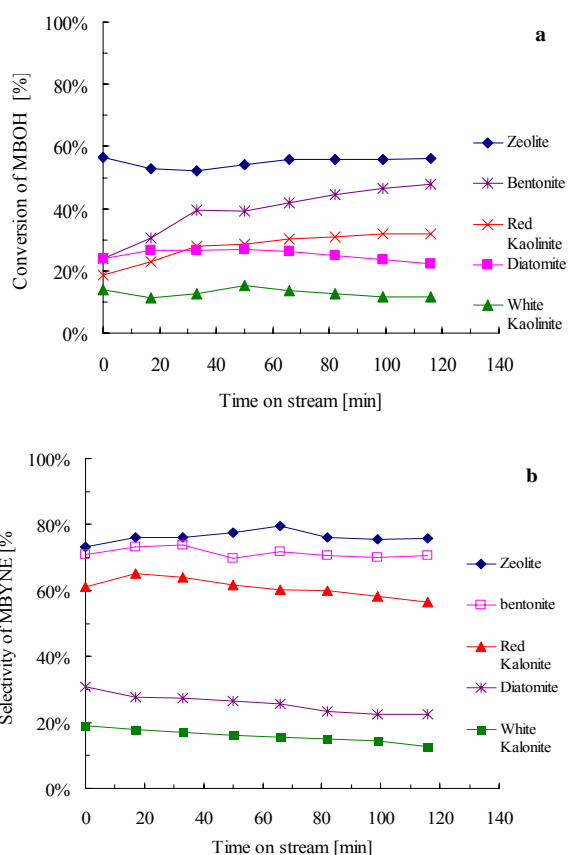 a
100%
80%
60%
40%
20%
0%
Conversion of MBOH [%]
0 20 40 60 80 100 120 140
Time on stream [min]
Zeolite
Bentonite
Red
Kaolinite
Diatomite
White
Kaolinite
b
100%
80%
60%
40%
20%
0%
Selectivity of MBYNE [%
0 20 40 60 80 100 120 140
Time on stream [min]
Zeolite
bentonite
Red
Kalonite
Diatomite
White
Kalonite